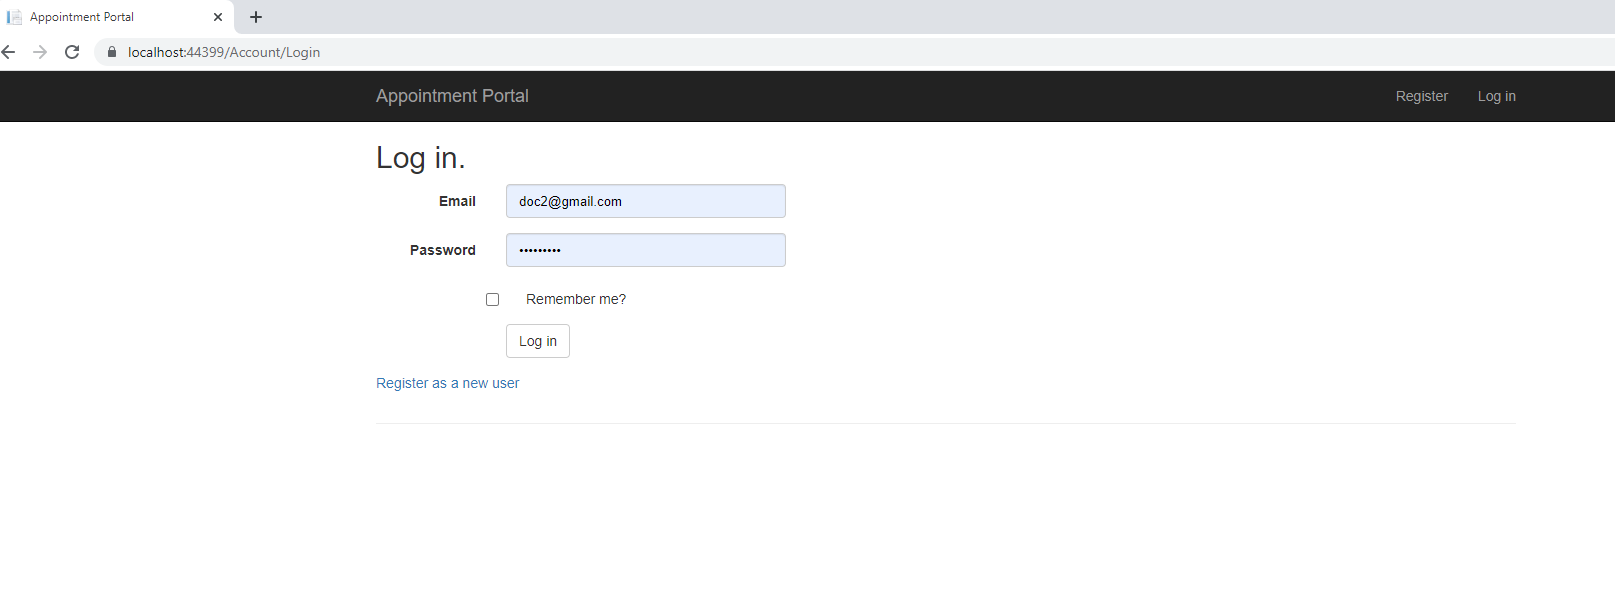 Appointment Portal
localhost:44399/Account/Login
Appointment Portal Register Log in
Log in.
Email doc2@gmail.com
Password •••••••••
Remember me?
Log in
Register as a new user